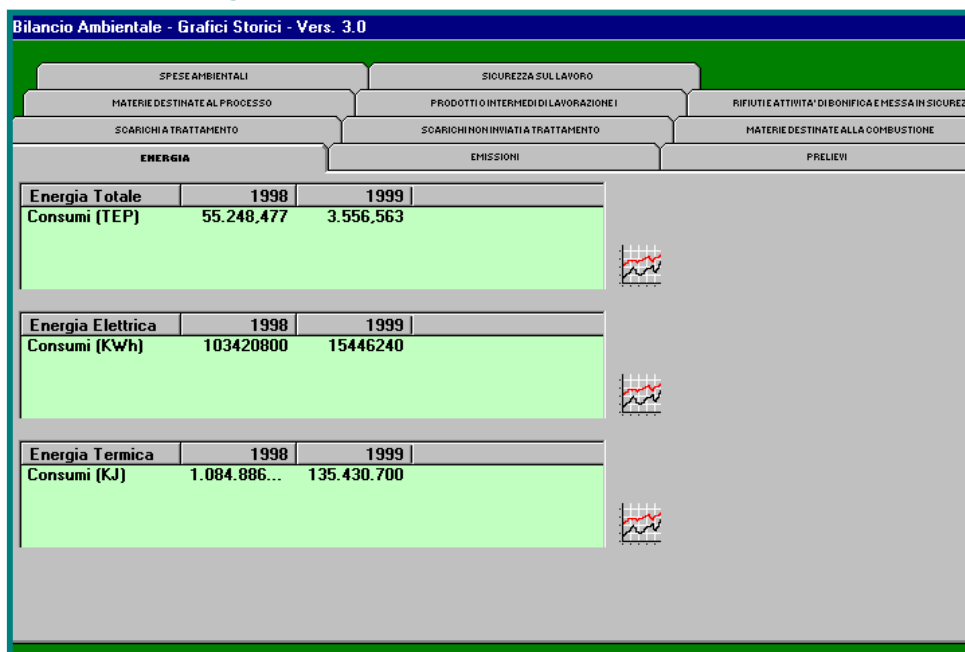 Bilancio Ambientale - Grafici Storici - Vers. 3.0
SPESE AMBIENTALI SICUREZZA SUL LAVORO
MATERIE DESTINATE AL PROCESSO PRODOTTI O INTERMEDI DI LAVORAZIONE I RIFIUTI E ATTIVITA' DI BONIFICA E MESSA IN SICUREZ
SCARICHI A TRATTAMENTO SCARICHI NON INVIATI A TRATTAMENTO MATERIE DESTINATE ALLA COMBUSTIONE
ENERGIA EMISSIONI PRELIEVI
Energia Totale 1998 1999
Consumi (TEP) 55.248,477 3.556,563
Energia Elettrica 1998 1999
Consumi (KWh) 103420800 15446240
Energia Termica 1998 1999
Consumi (KJ) 1.084.886... 135.430.700